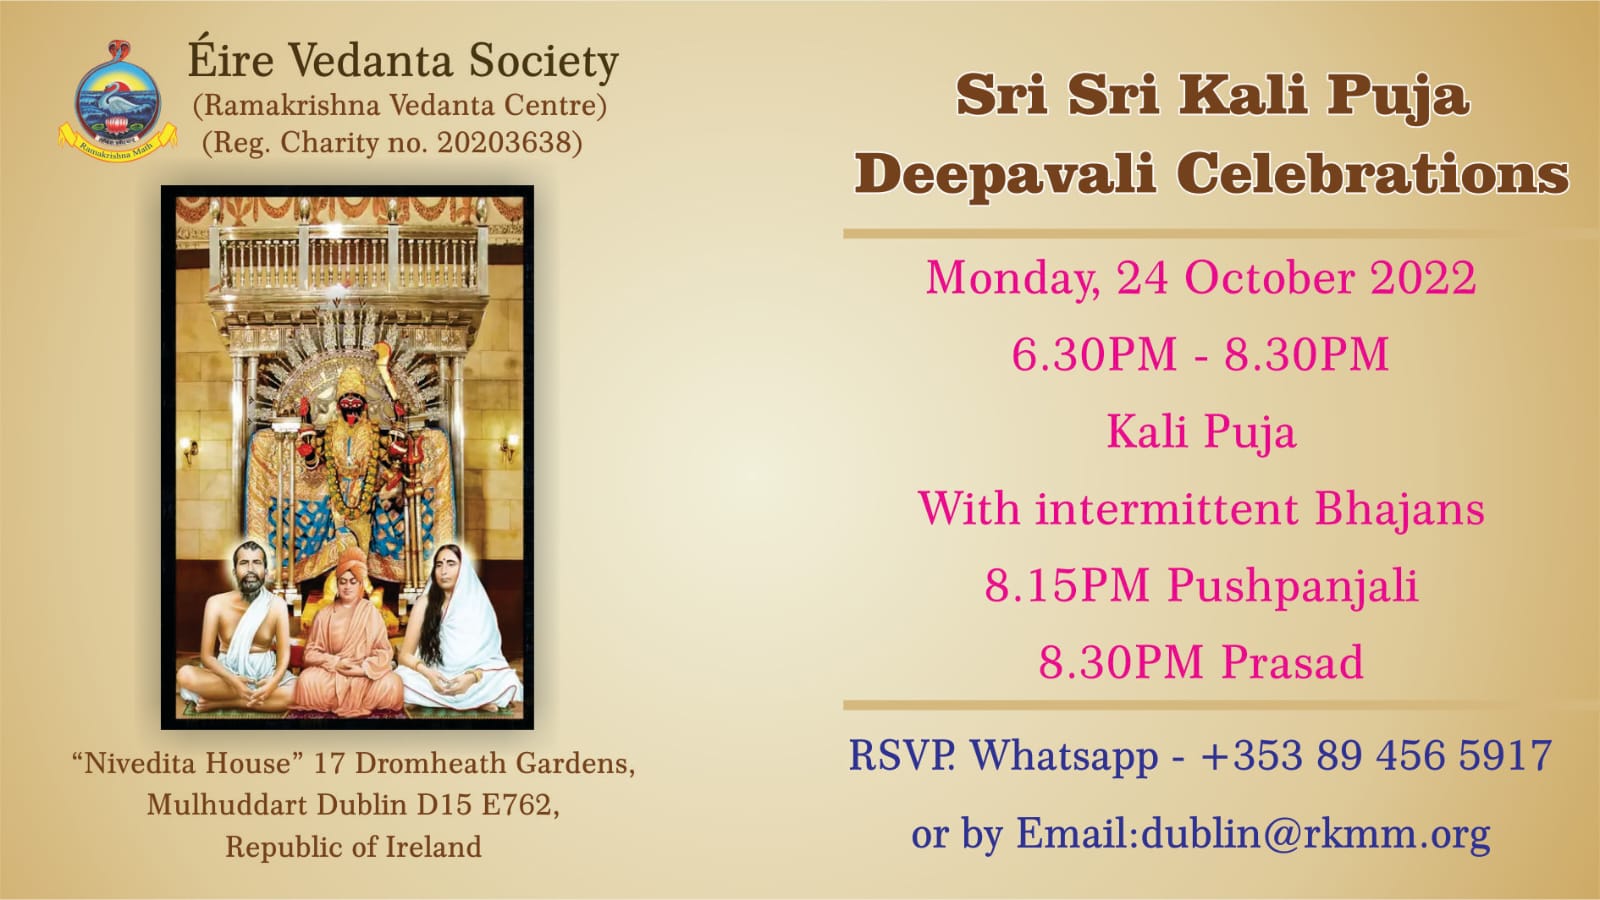 Éire Vedanta Society
(Ramakrishna Vedanta Centre)
(Reg. Charity no. 20203638)
Ramakrishna Math
"Nivedita House" 17 Dromheath Gardens,
Mulhuddart Dublin D15 E762,
Republic of Ireland
Sri Sri Kali Puja
Deepavali Celebrations
Monday, 24 October 2022
6.30PM - 8.30PM
Kali Puja
With intermittent Bhajans
8.15PM Pushpanjali
8.30PM Prasad
RSVP. Whatsapp - +353 89 456 5917
or by Email:dublin@rkmm.org